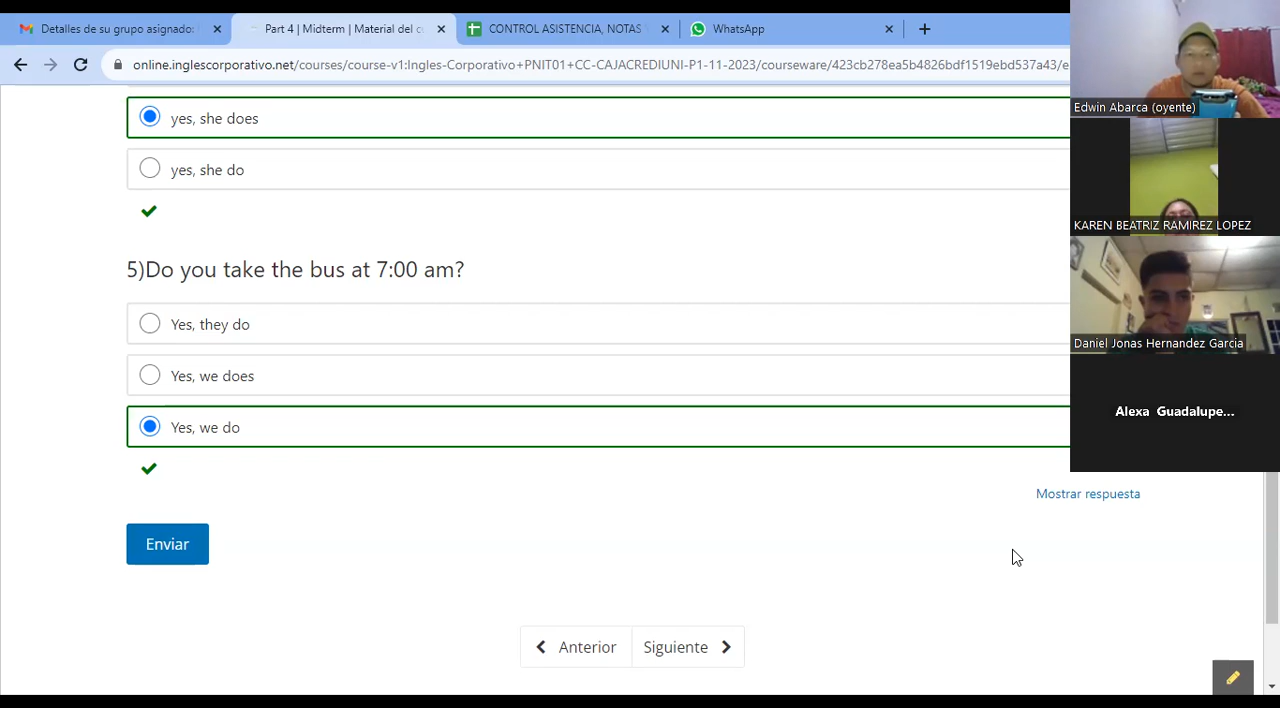 Detalles de su grupo asignado:
Part 4 | Midterm | Material del c
CONTROL ASISTENCIA, NOTAS
WhatsApp
online.inglescorporativo.net/courses/course-v1:Ingles-Corporativo+PNIT01+CC-CAJACREDIUNI-P1-11-2023/courseware/423cb278ea5b4826bdf1519ebd537a43/e
Edwin Abarca (oyente)
yes, she does
yes, she do
KAREN BEATRIZ RAMIREZ LOPEZ
5)Do you take the bus at 7:00 am?
Yes, they do
Daniel Jonas Hernandez Garcia
Yes, we does
Alexa Guadalupe...
Yes, we do
Mostrar respuesta
Enviar
Anterior
Siguiente